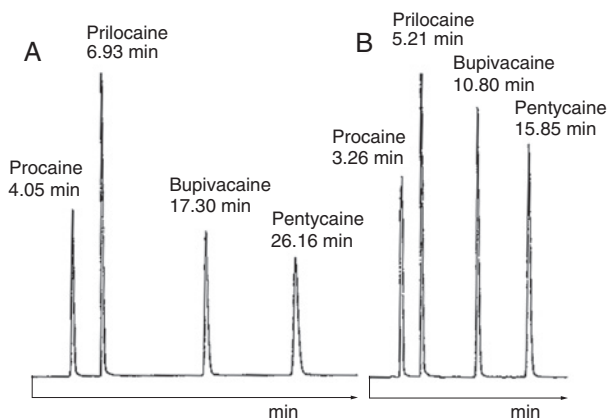 A
Prilocaine
6.93 min
Procaine
4.05 min
Bupivacaine
17.30 min
Pentycaine
26.16 min
min
B
Prilocaine
5.21 min
Bupivacaine
10.80 min
Pentycaine
15.85 min
Procaine
3.26 min
min